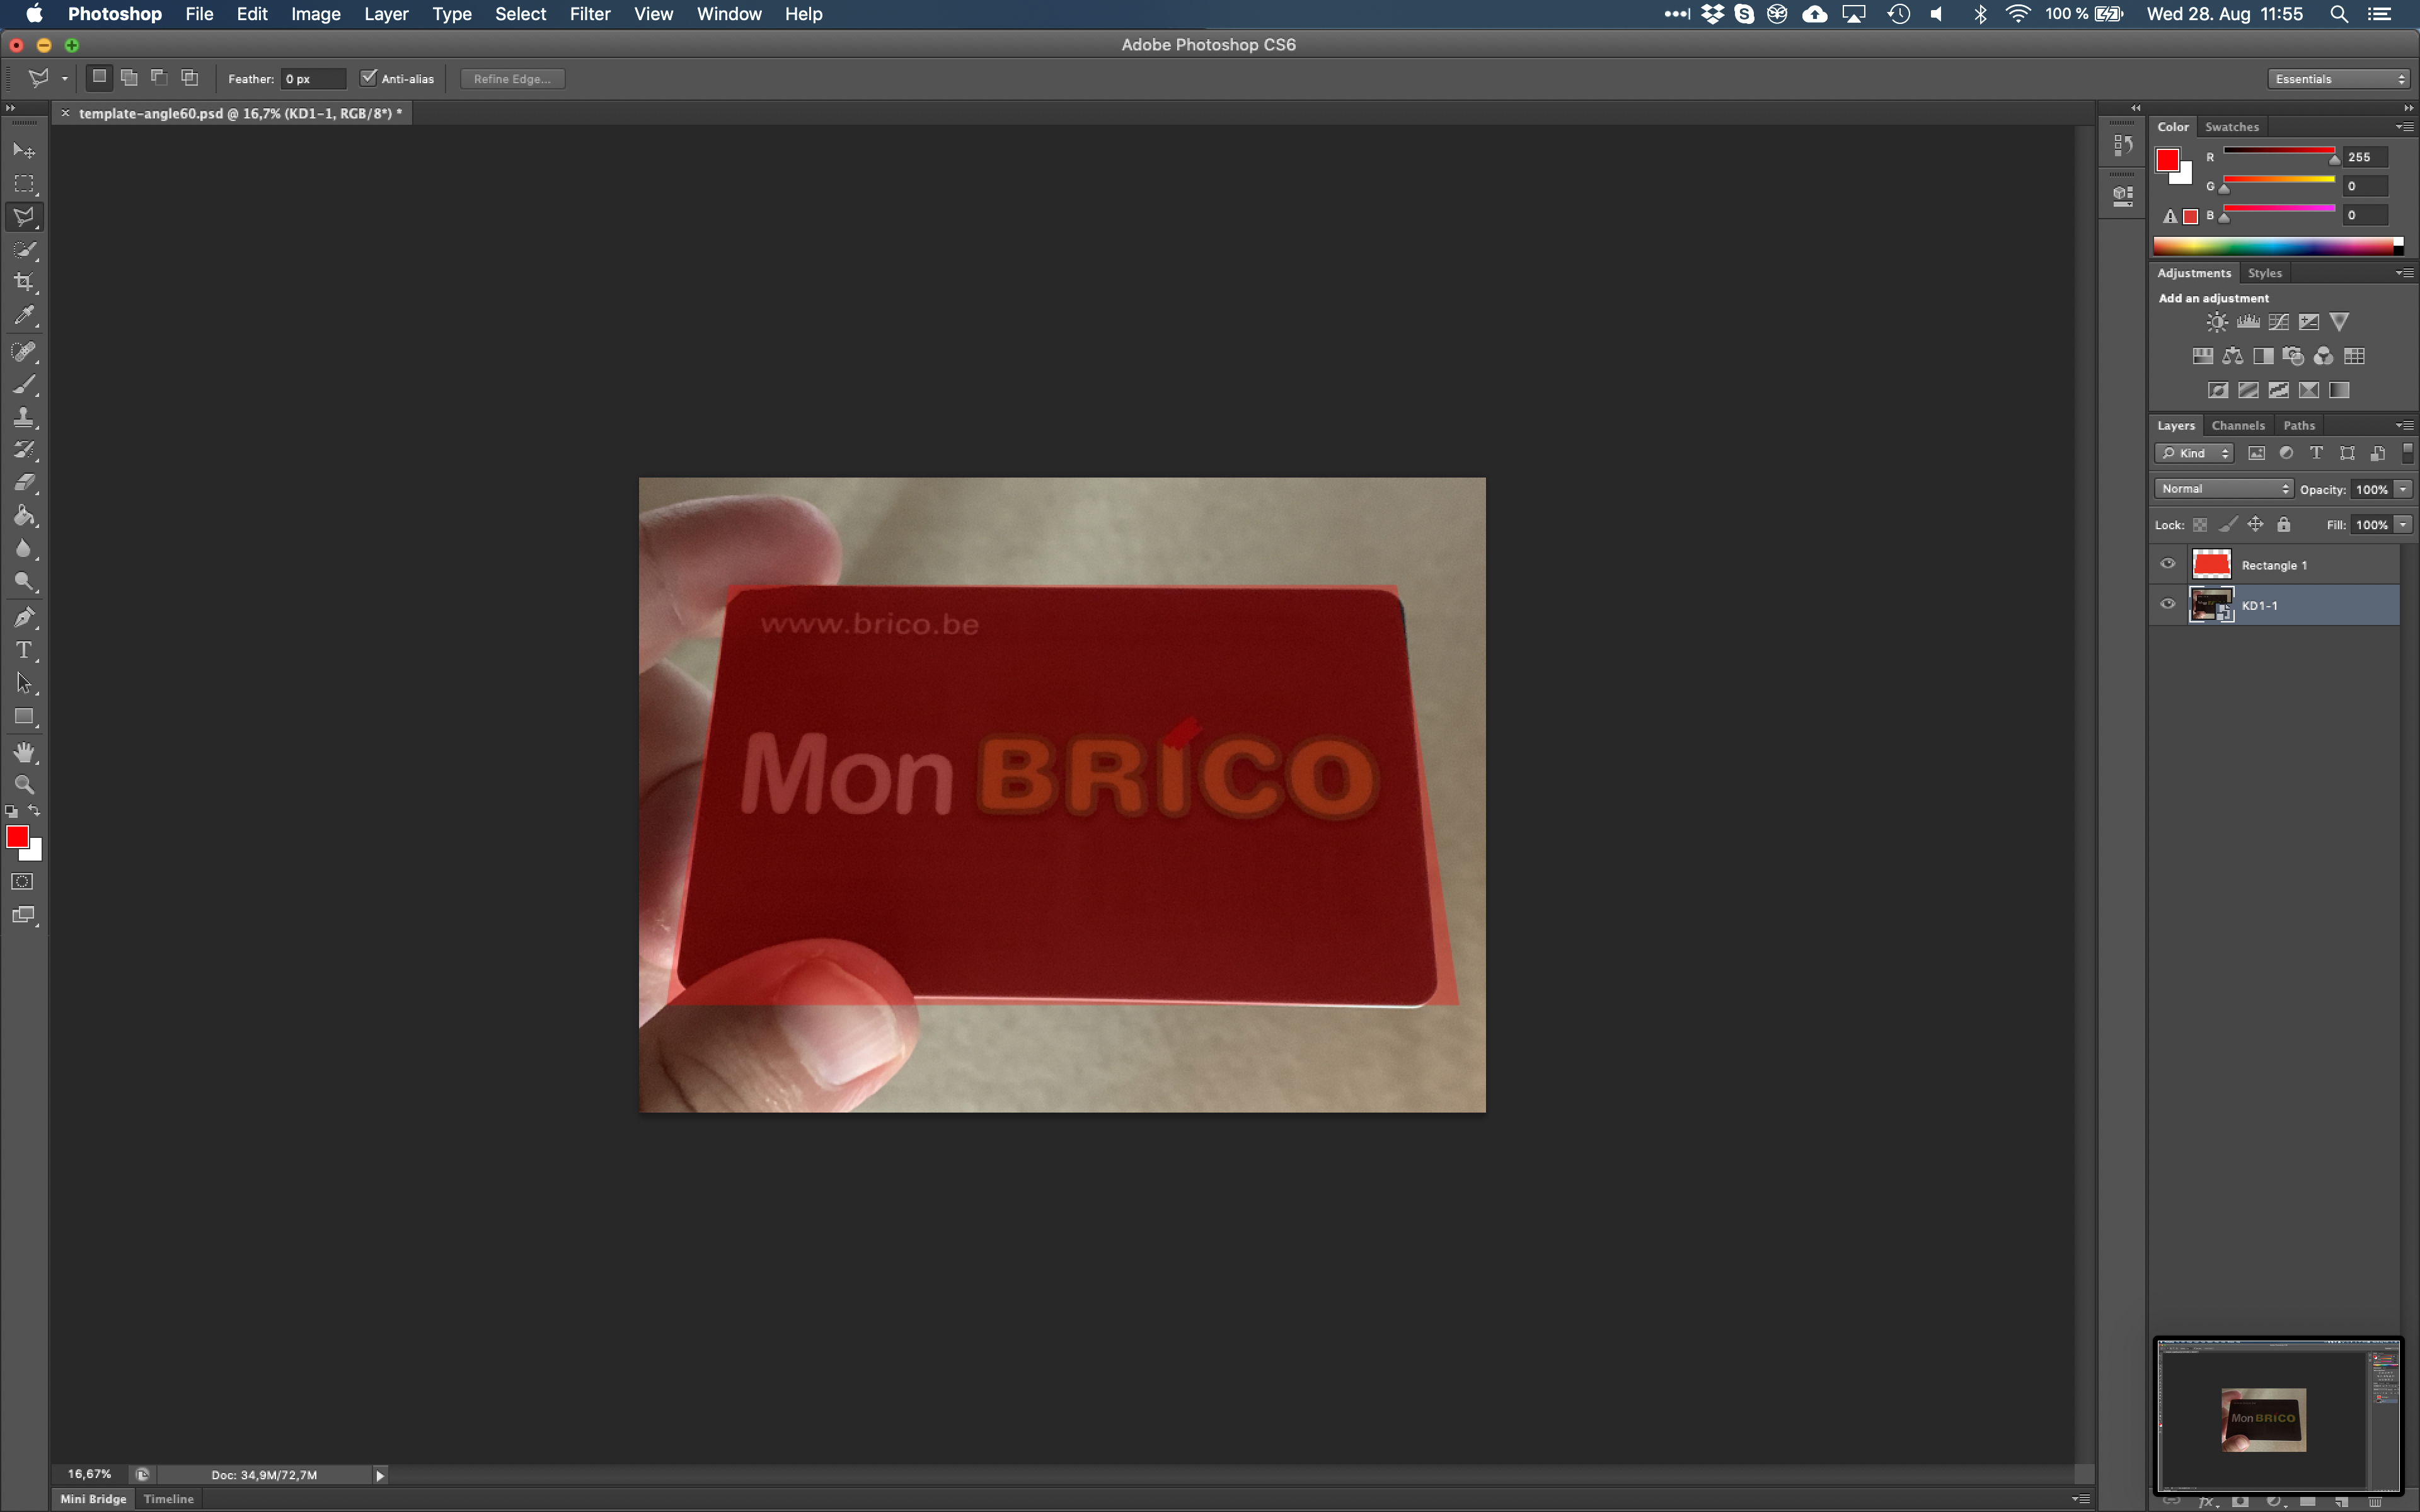 Photoshop File Edit Image Layer Type Select Filter View Window Help 100 % Wed 28. Aug 11:55
Adobe Photoshop CS6
Feather: 0 px Anti-alias Refine Edge... Essentials
template-angle60.psd @ 16,7% (KD1-1, RGB/8*) *
Color Swatches
R 255
G 0
B 0
Adjustments Styles
Add an adjustment
Layers Channels Paths
Kind T
Normal Opacity: 100%
Lock: Fill: 100%
Rectangle 1
KD1-1
www.brico.be
Mon BRICO
Mon BRICO
16,67% Doc: 34,9M/72,7M
Mini Bridge Timeline
fx